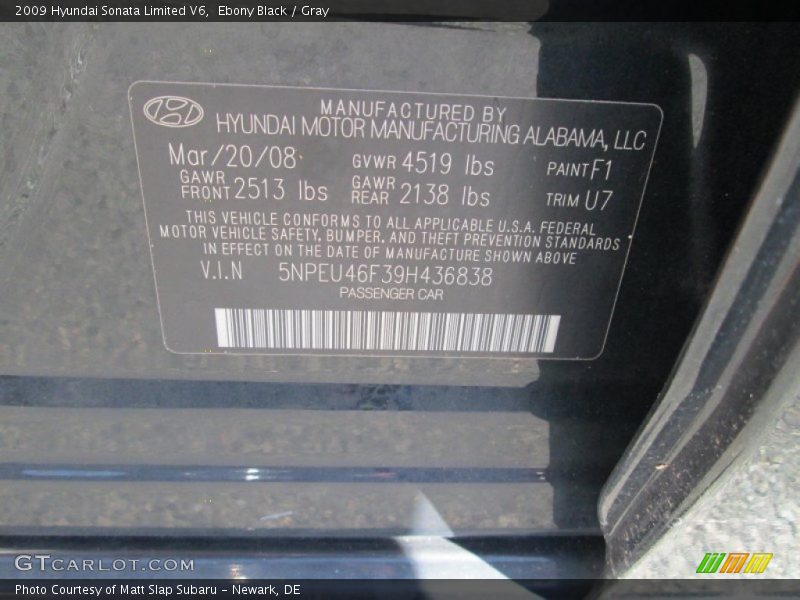 2009 Hyundai Sonata Limited V6,  Ebony Black / Gray
MANUFACTURED BY
HYUNDAI MOTOR MANUFACTURING ALABAMA, LLC
Mar/20/08 GVWR 4519 lbs PAINT F1
GAWR FRONT 2513 lbs GAWR REAR 2138 lbs TRIM U7
THIS VEHICLE CONFORMS TO ALL APPLICABLE U.S.A. FEDERAL
MOTOR VEHICLE SAFETY, BUMPER, AND THEFT PREVENTION STANDARDS
IN EFFECT ON THE DATE OF MANUFACTURE SHOWN ABOVE
V.I.N 5NPEU46F39H436838
PASSENGER CAR
GTCARLOT.COM
Photo Courtesy of Matt Slap Subaru - Newark, DE